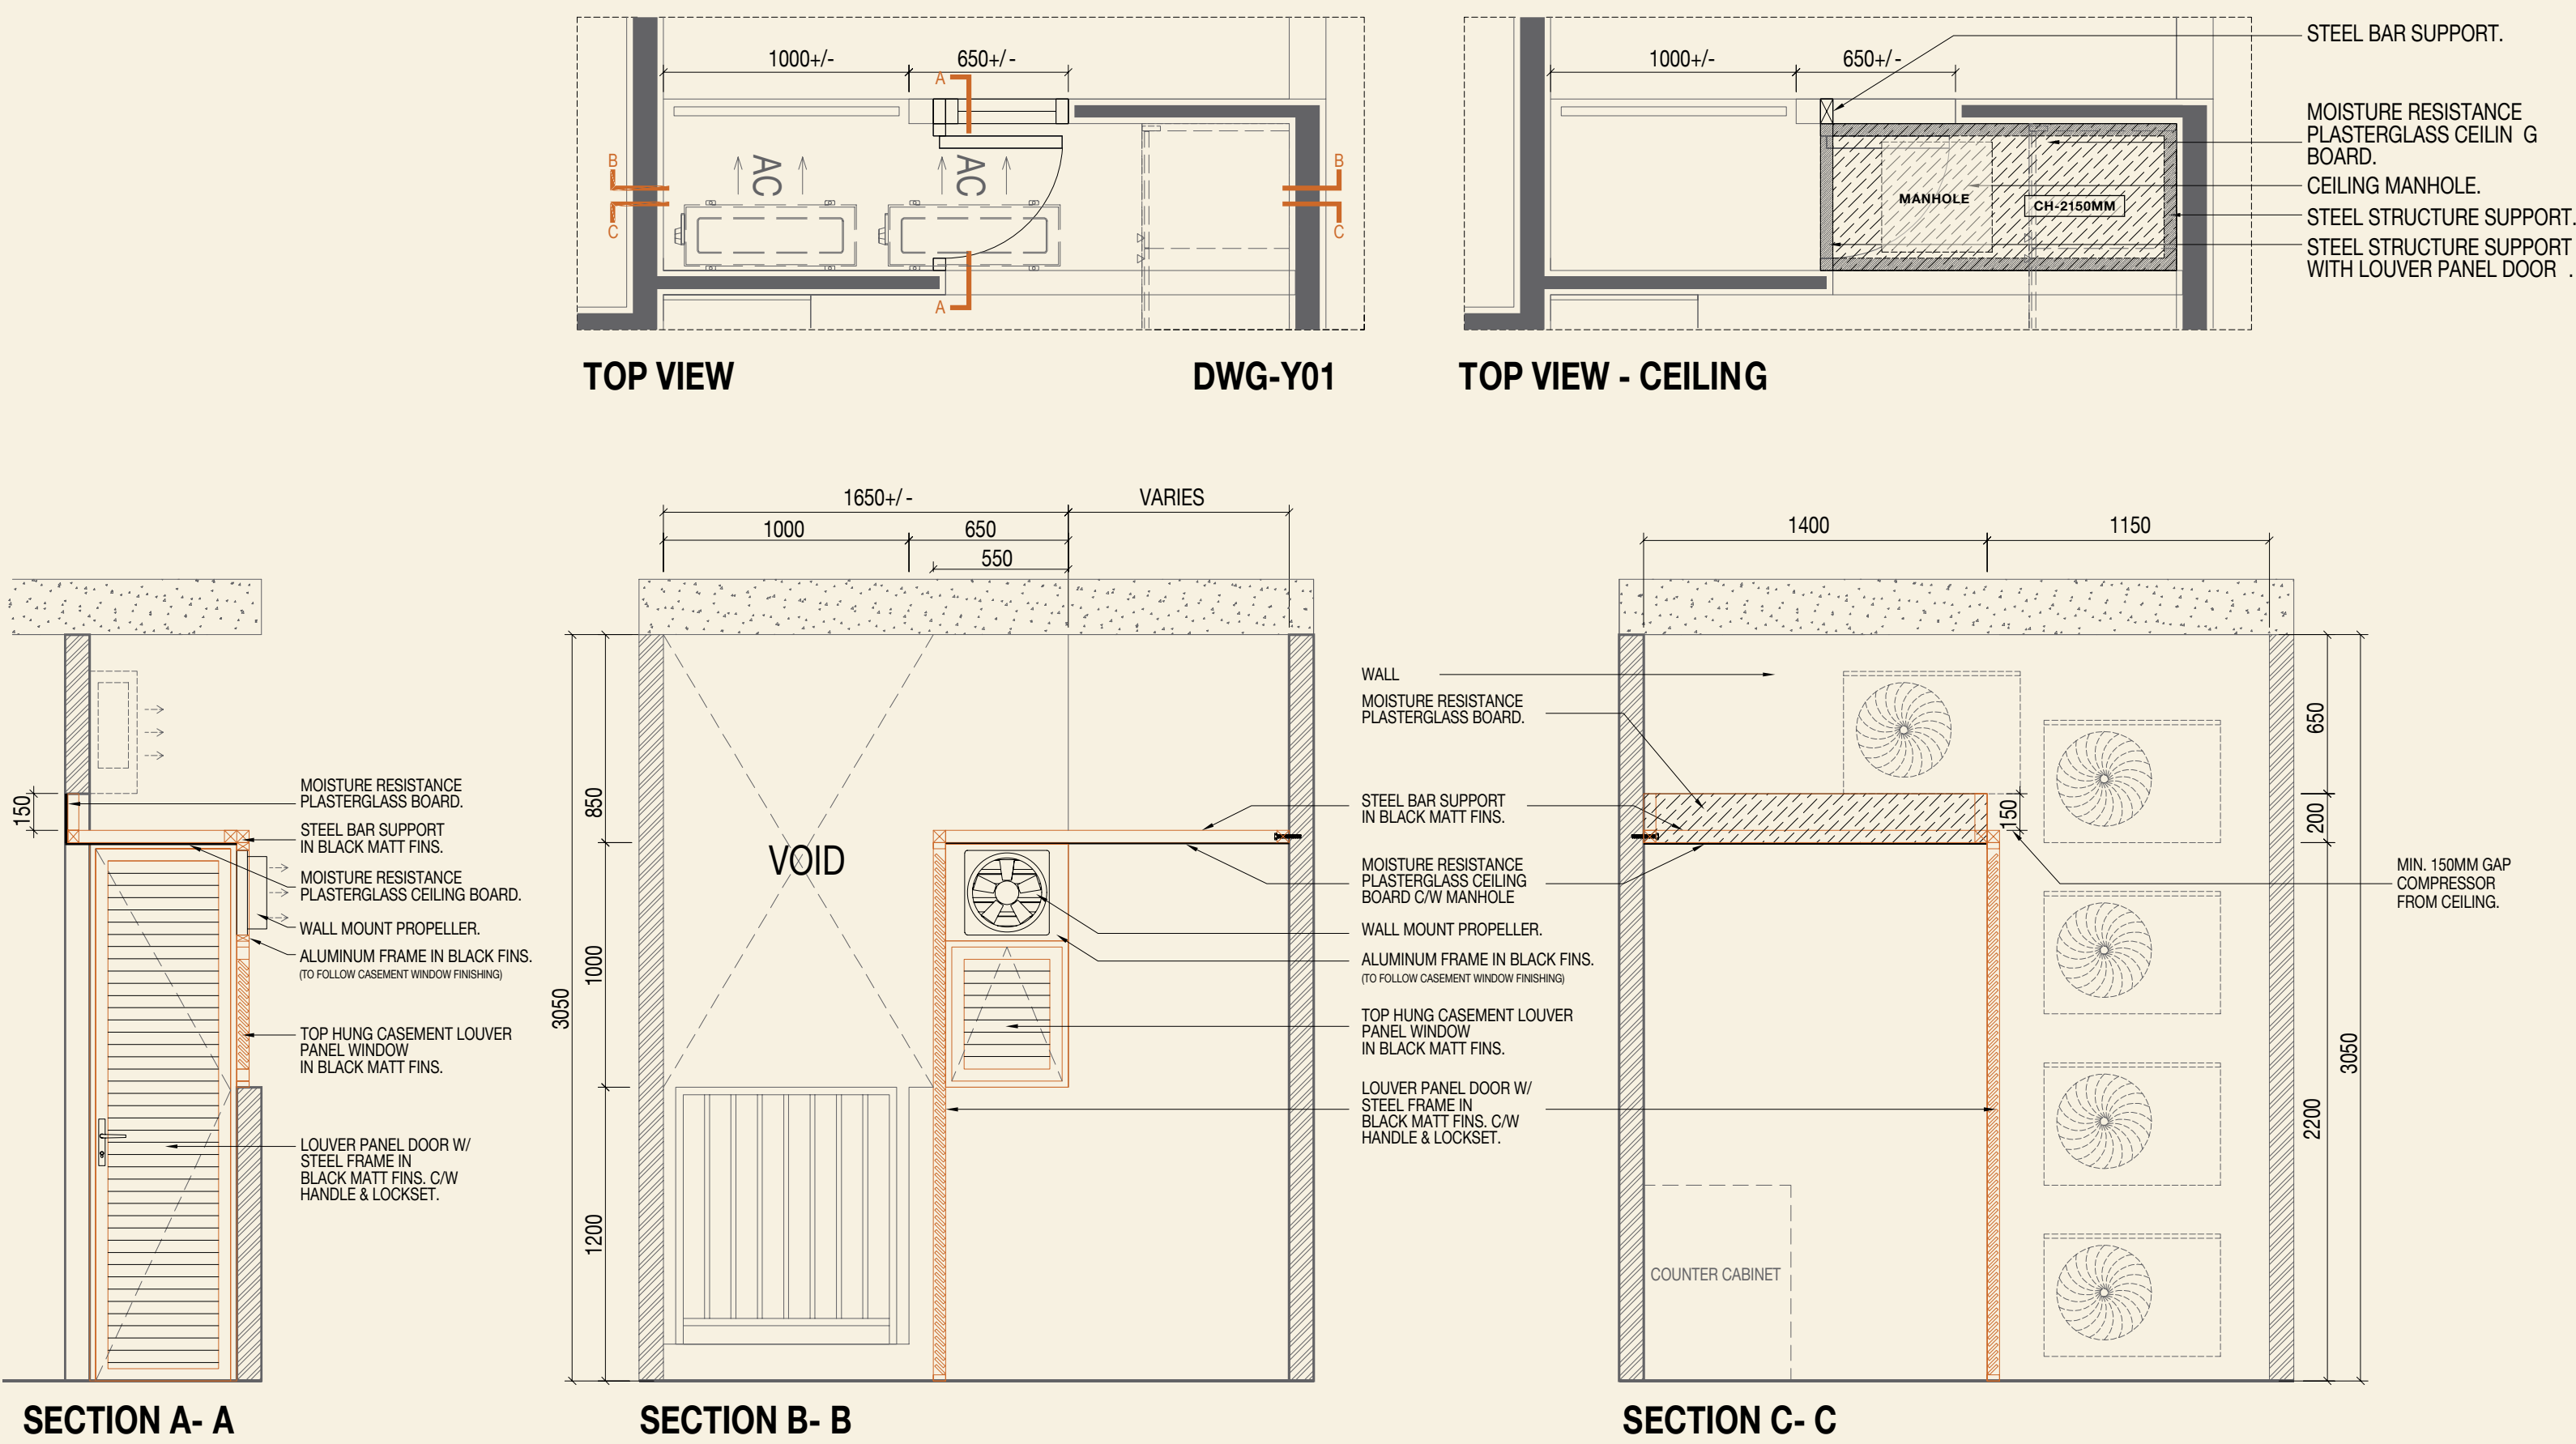 1000+/-
650+/-
A
AC
AC
B
C
B
C
A
TOP VIEW
DWG-Y01
1000+/-
650+/-
MANHOLE
CH-2150MM
STEEL BAR SUPPORT.
MOISTURE RESISTANCE
PLASTERGLASS CEILIN G
BOARD.
CEILING MANHOLE.
STEEL STRUCTURE SUPPORT.
STEEL STRUCTURE SUPPORT
WITH LOUVER PANEL DOOR .
TOP VIEW - CEILING
150
MOISTURE RESISTANCE
PLASTERGLASS BOARD.
STEEL BAR SUPPORT
IN BLACK MATT FINS.
MOISTURE RESISTANCE
PLASTERGLASS CEILING BOARD.
WALL MOUNT PROPELLER.
ALUMINUM FRAME IN BLACK FINS.
(TO FOLLOW CASEMENT WINDOW FINISHING)
TOP HUNG CASEMENT LOUVER
PANEL WINDOW
IN BLACK MATT FINS.
LOUVER PANEL DOOR W/
STEEL FRAME IN
BLACK MATT FINS. C/W
HANDLE & LOCKSET.
SECTION A- A
1650+/-
VARIES
1000
650
550
3050
850
1000
1200
VOID
SECTION B- B
WALL
MOISTURE RESISTANCE
PLASTERGLASS BOARD.
STEEL BAR SUPPORT
IN BLACK MATT FINS.
MOISTURE RESISTANCE
PLASTERGLASS CEILING
BOARD C/W MANHOLE
WALL MOUNT PROPELLER.
ALUMINUM FRAME IN BLACK FINS.
(TO FOLLOW CASEMENT WINDOW FINISHING)
TOP HUNG CASEMENT LOUVER
PANEL WINDOW
IN BLACK MATT FINS.
LOUVER PANEL DOOR W/
STEEL FRAME IN
BLACK MATT FINS. C/W
HANDLE & LOCKSET.
1400
1150
150
650
200
2200
3050
MIN. 150MM GAP
COMPRESSOR
FROM CEILING.
COUNTER CABINET
SECTION C- C